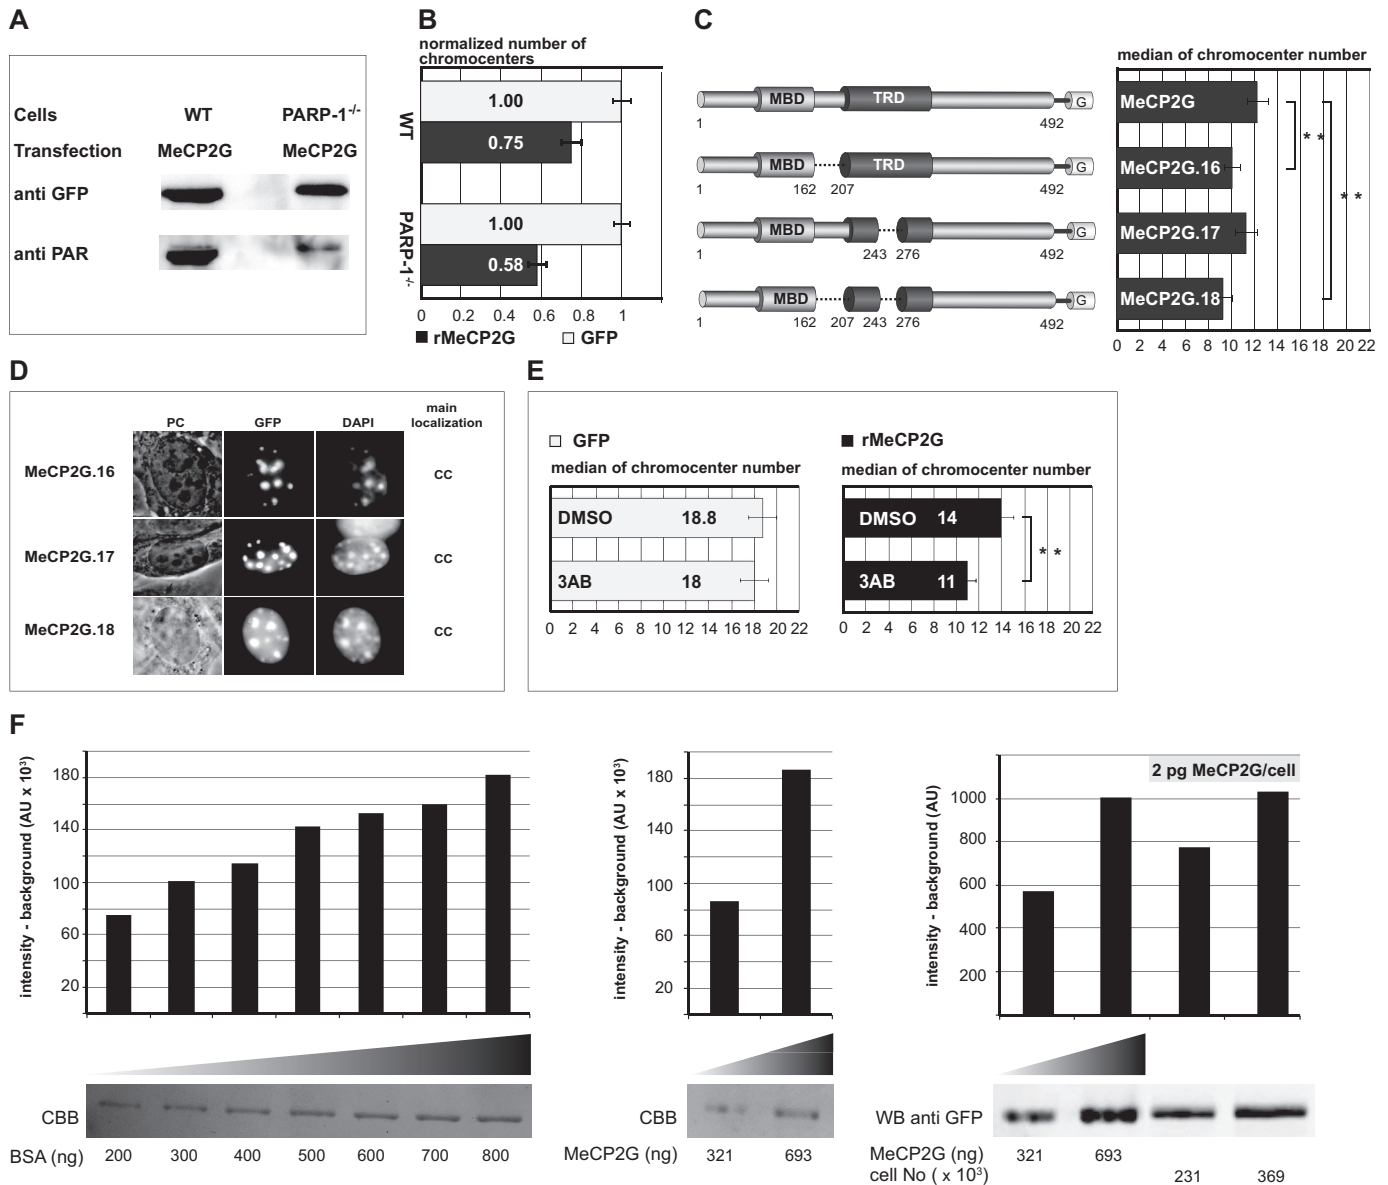 A
Cells WT PARP-1-/-
Transfection MeCP2G MeCP2G
anti GFP
anti PAR
B
normalized number of
chromocenters
WT
1.00
0.75
PARP-1-/-
1.00
0.58
0 0.2 0.4 0.6 0.8 1
rMeCP2G GFP
C
MBD TRD G
1 492
MBD TRD G
1 162 207 492
MBD G
1 243 276 492
MBD G
1 162 207 243 276 492
median of chromocenter number
MeCP2G
MeCP2G.16
MeCP2G.17
MeCP2G.18
* *
* *
0 2 4 6 8 10 12 14 16 18 20 22
D
PC GFP DAPI main
localization
MeCP2G.16 CC
MeCP2G.17 CC
MeCP2G.18 CC
E
GFP
median of chromocenter number
DMSO 18.8
3AB 18
0 2 4 6 8 10 12 14 16 18 20 22
rMeCP2G
median of chromocenter number
DMSO 14
3AB 11
* *
0 2 4 6 8 10 12 14 16 18 20 22
F
intensity - background (AU x 10³)
180
140
100
60
20
CBB
BSA (ng) 200 300 400 500 600 700 800
intensity - background (AU x 10³)
180
140
100
60
20
CBB
MeCP2G (ng) 321 693
intensity - background (AU)
2 pg MeCP2G/cell
1000
800
600
400
200
WB anti GFP
MeCP2G (ng) 321 693
cell No ( x 10³) 231 369